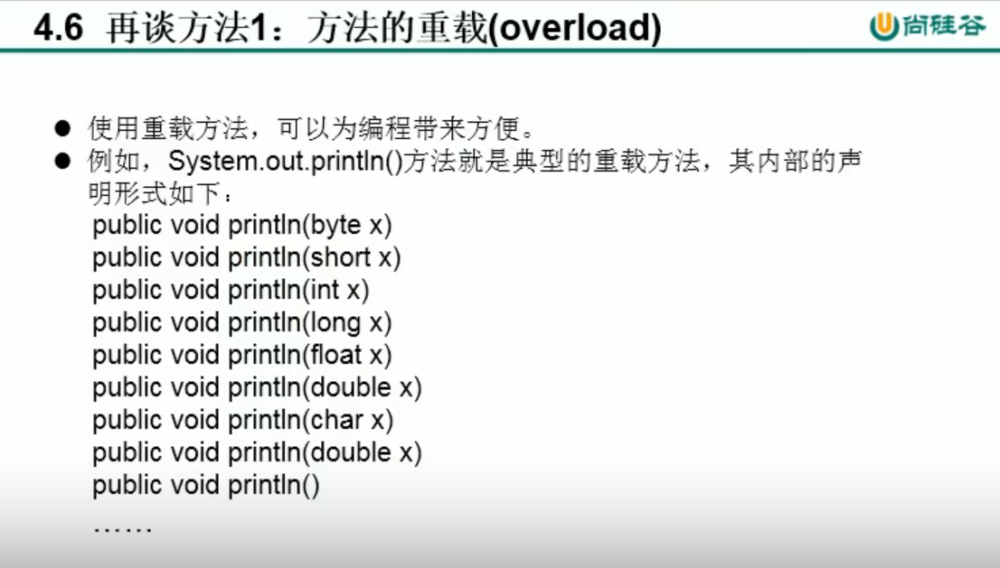 4.6 再谈方法1：方法的重载(overload)
尚硅谷
● 使用重载方法，可以为编程带来方便。
● 例如，System.out.println()方法就是典型的重载方法，其内部的声
明形式如下：
public void println(byte x)
public void println(short x)
public void println(int x)
public void println(long x)
public void println(float x)
public void println(double x)
public void println(char x)
public void println(double x)
public void println()
……